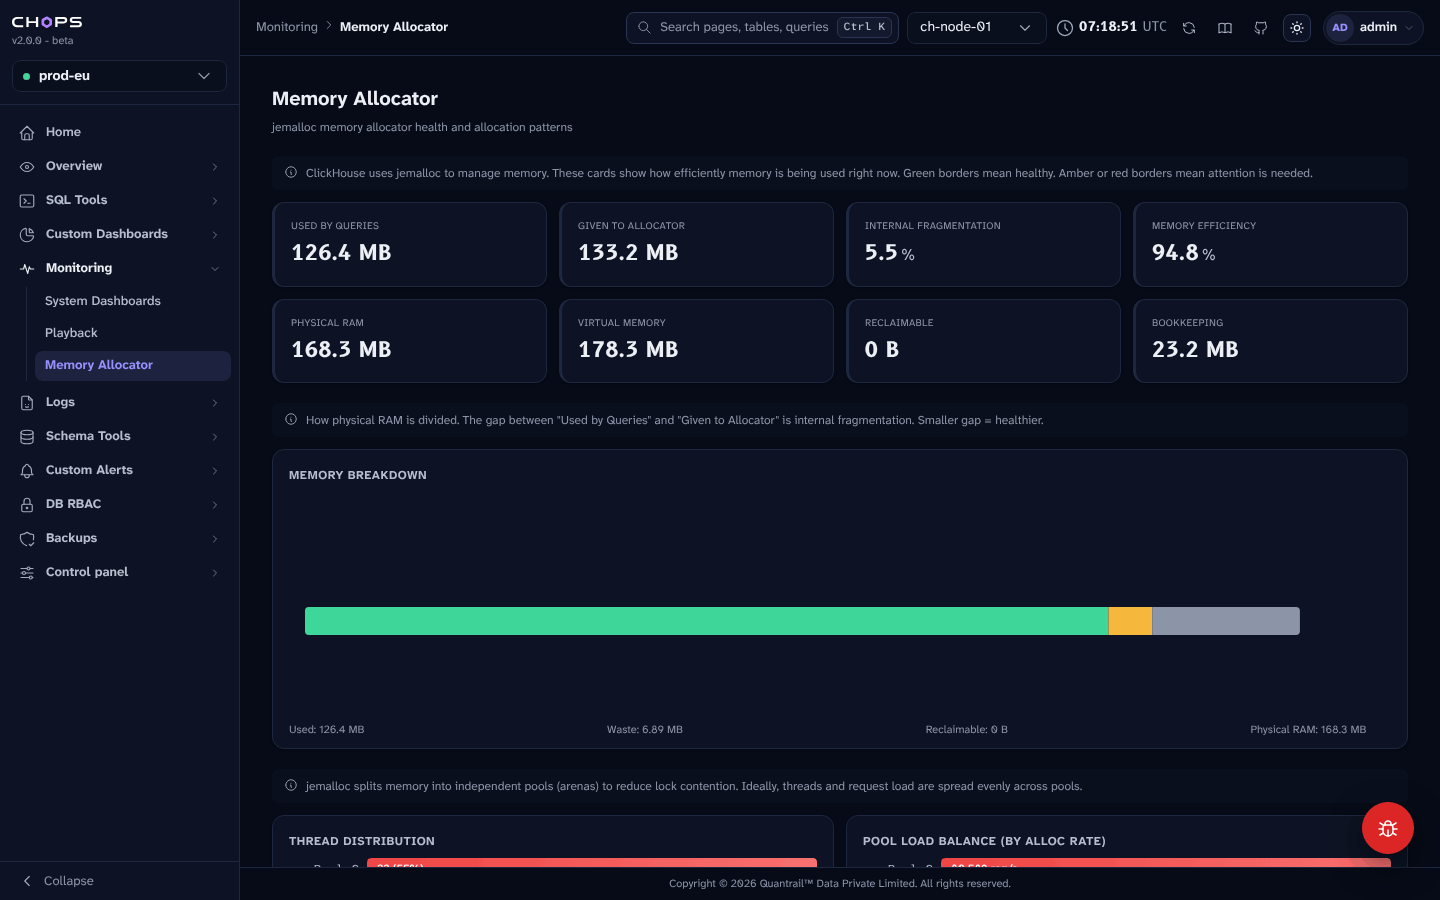 CHOPS
v2.0.0 - beta
prod-eu
Home
Overview
SQL Tools
Custom Dashboards
Monitoring
System Dashboards
Playback
Memory Allocator
Logs
Schema Tools
Custom Alerts
DB RBAC
Backups
Control panel
Collapse
Monitoring > Memory Allocator
Search pages, tables, queries Ctrl K
ch-node-01
07:18:51 UTC
AD admin
Memory Allocator
jemalloc memory allocator health and allocation patterns
ClickHouse uses jemalloc to manage memory. These cards show how efficiently memory is being used right now. Green borders mean healthy. Amber or red borders mean attention is needed.
USED BY QUERIES
126.4 MB
GIVEN TO ALLOCATOR
133.2 MB
INTERNAL FRAGMENTATION
5.5 %
MEMORY EFFICIENCY
94.8 %
PHYSICAL RAM
168.3 MB
VIRTUAL MEMORY
178.3 MB
RECLAIMABLE
0 B
BOOKKEEPING
23.2 MB
How physical RAM is divided. The gap between "Used by Queries" and "Given to Allocator" is internal fragmentation. Smaller gap = healthier.
MEMORY BREAKDOWN
Used: 126.4 MB
Waste: 6.89 MB
Reclaimable: 0 B
Physical RAM: 168.3 MB
jemalloc splits memory into independent pools (arenas) to reduce lock contention. Ideally, threads and request load are spread evenly across pools.
THREAD DISTRIBUTION
POOL LOAD BALANCE (BY ALLOC RATE)
Copyright © 2026 Quantrail™ Data Private Limited. All rights reserved.